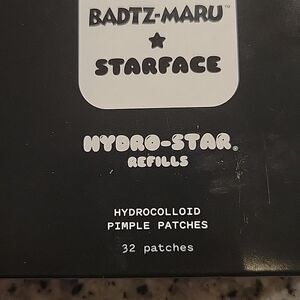 BADTZ-MARU™
★
STARFACE
HYDRO-STAR®
REFILLS
HYDROCOLLOID
PIMPLE PATCHES
32 patches